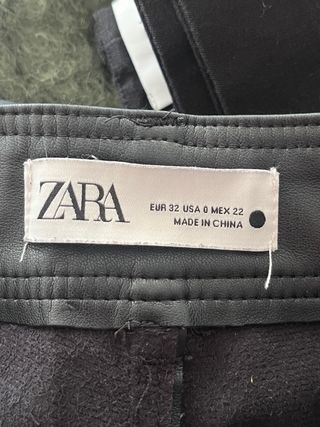 ZARA
EUR 32 USA 0 MEX 22
MADE IN CHINA